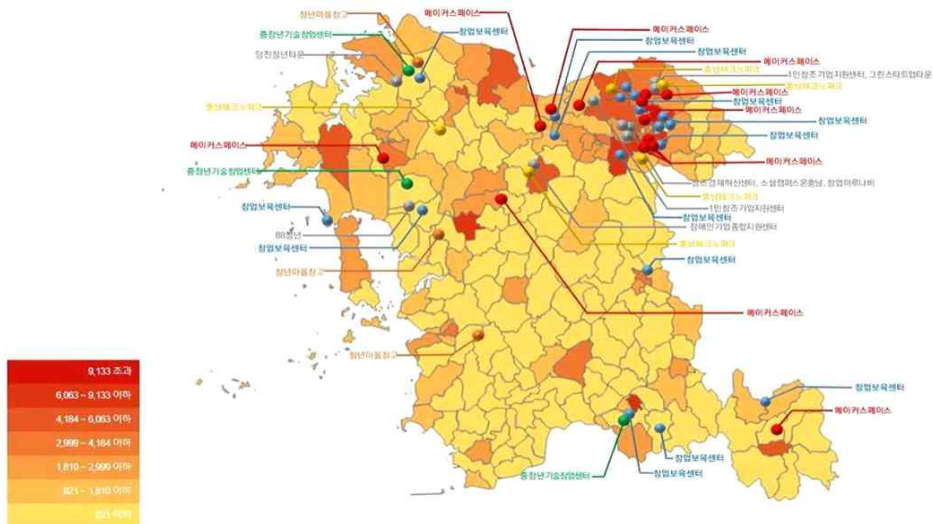 청년마을창고
메이커스페이스
중장년기술창업센터
창업보육센터
메이커스페이스
창업보육센터
당진청년타운
창업보육센터
메이커스페이스
충남테크노파크
1인창조기업지원센터, 그린스타트업타운
충남테크노파크
메이커스페이스
충남테크노파크
창업보육센터
메이커스페이스
창업보육센터
메이커스페이스
창업보육센터
메이커스페이스
중장년기술창업센터
창조경제혁신센터, 소셜캠퍼스온충남, 창업마루나비
충남테크노파크
창업보육센터
1인창조기업지원센터
창업보육센터
장애인기업종합지원센터
창업보육센터
충남테크노파크
창업보육센터
청년마을창고
메이커스페이스
청년마을창고
9,133 초과
6,063 ~ 9,133 이하
4,184 ~ 6,063 이하
2,999 ~ 4,184 이하
1,810 ~ 2,999 이하
821 ~ 1,810 이하
821 이하
창업보육센터
메이커스페이스
창업보육센터
중장년기술창업센터
창업보육센터